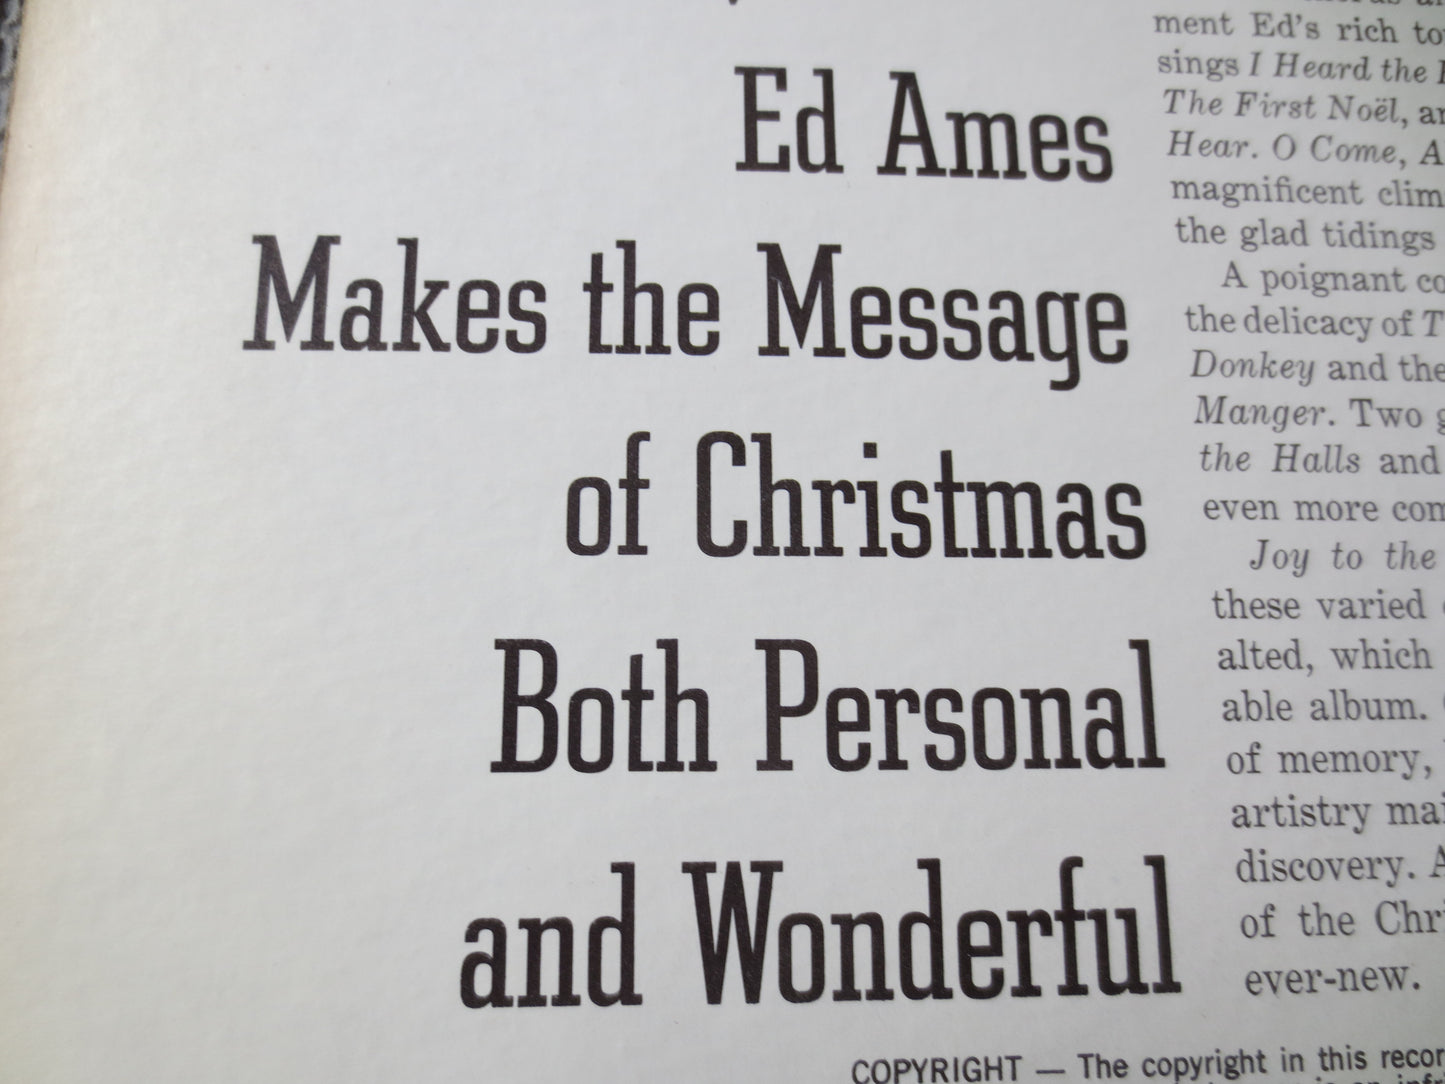 Ed Ames
Makes the Message
of Christmas
Both Personal
and Wonderful
ment Ed's rich
sings I Heard the
The First Noël,
Hear. O Come,
magnificent
the glad tidings
A poignant
the delicacy of
Donkey and the
Manger. Two
the Halls and
even more
Joy to the
these varied
alted, which
able album.
of memory,
artistry
discovery. A
of the
ever-new.
COPYRIGHT — The copyright in this